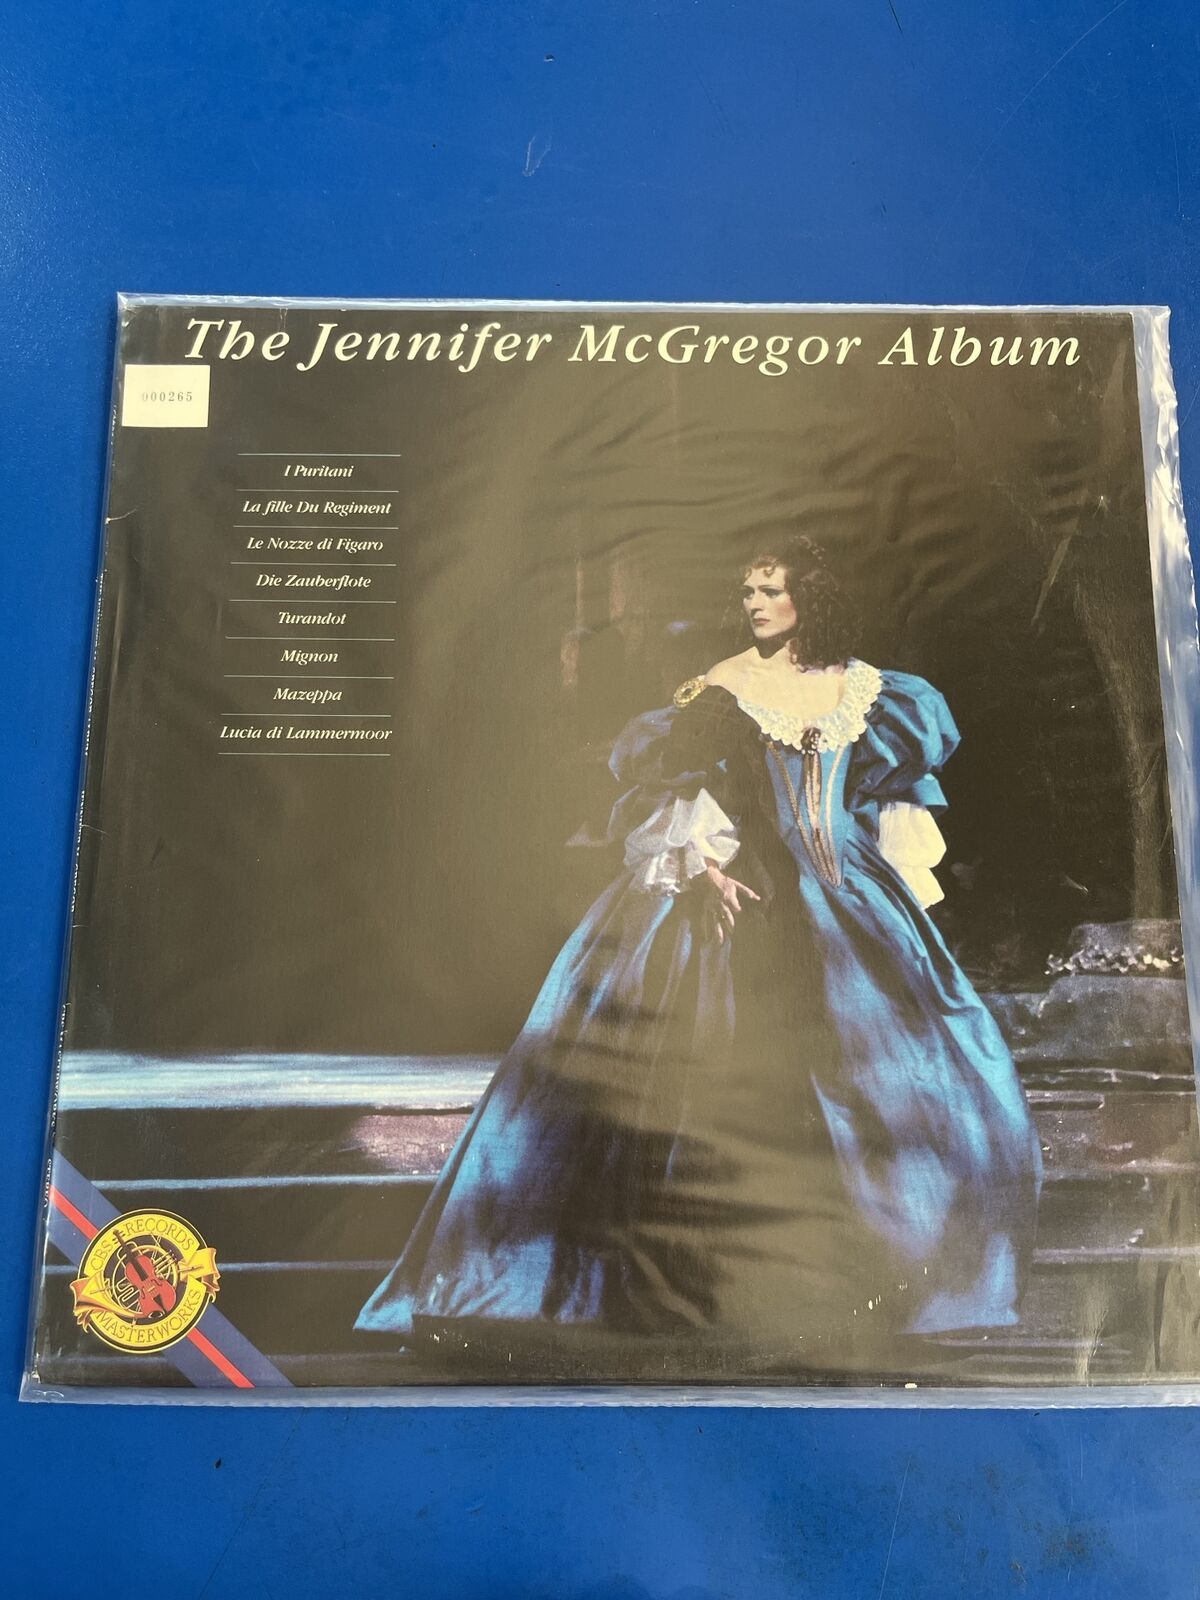 The Jennifer McGregor Album
000265
I Puritani
La fille Du Regiment
Le Nozze di Figaro
Die Zauberflote
Turandot
Mignon
Mazeppa
Lucia di Lammermoor
CBS RECORDS
MASTERWORKS
STEREO